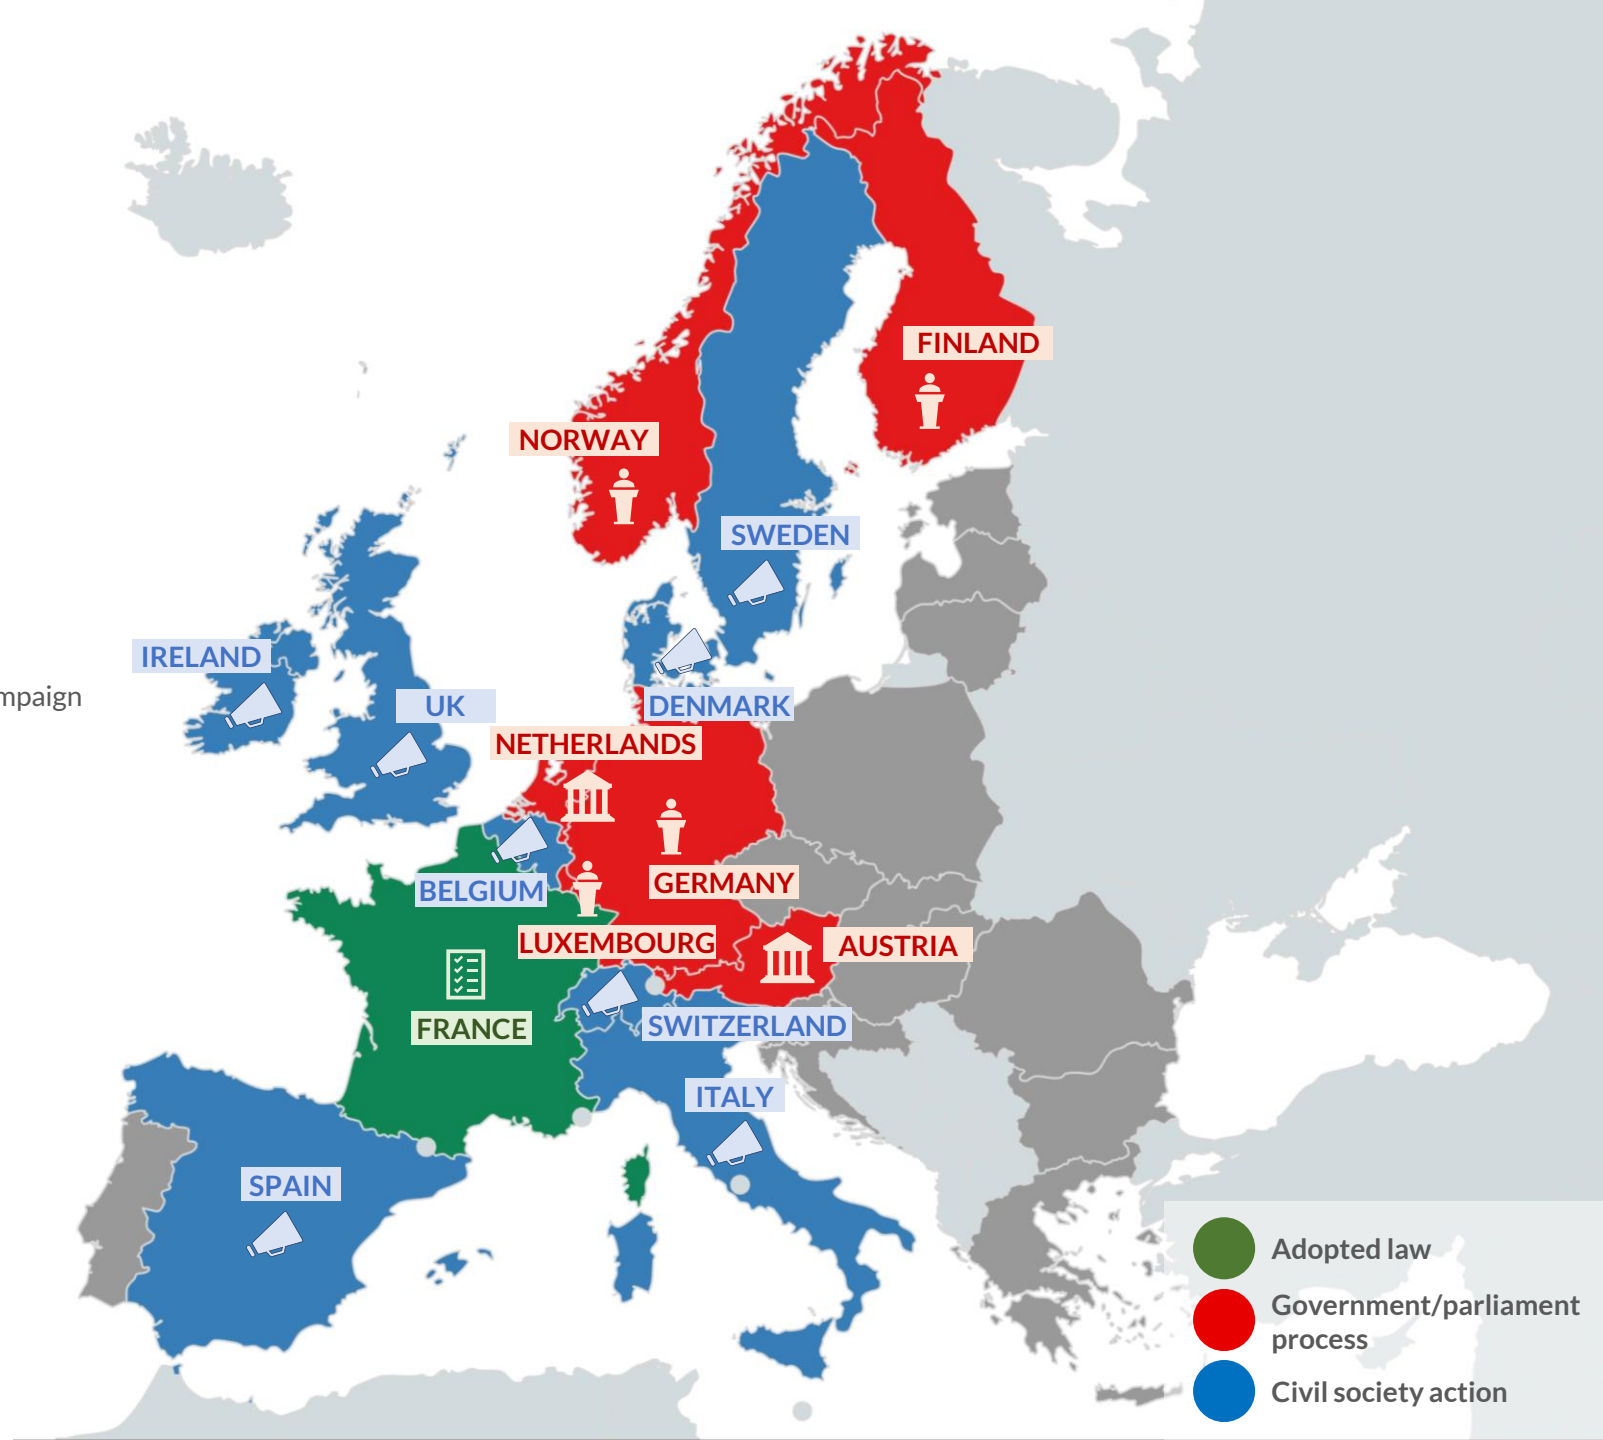 FINLAND
NORWAY
SWEDEN
IRELAND
mpaign
UK
DENMARK
NETHERLANDS
BELGIUM
GERMANY
LUXEMBOURG
AUSTRIA
FRANCE
SWITZERLAND
ITALY
SPAIN
Adopted law
Government/parliament
process
Civil society action